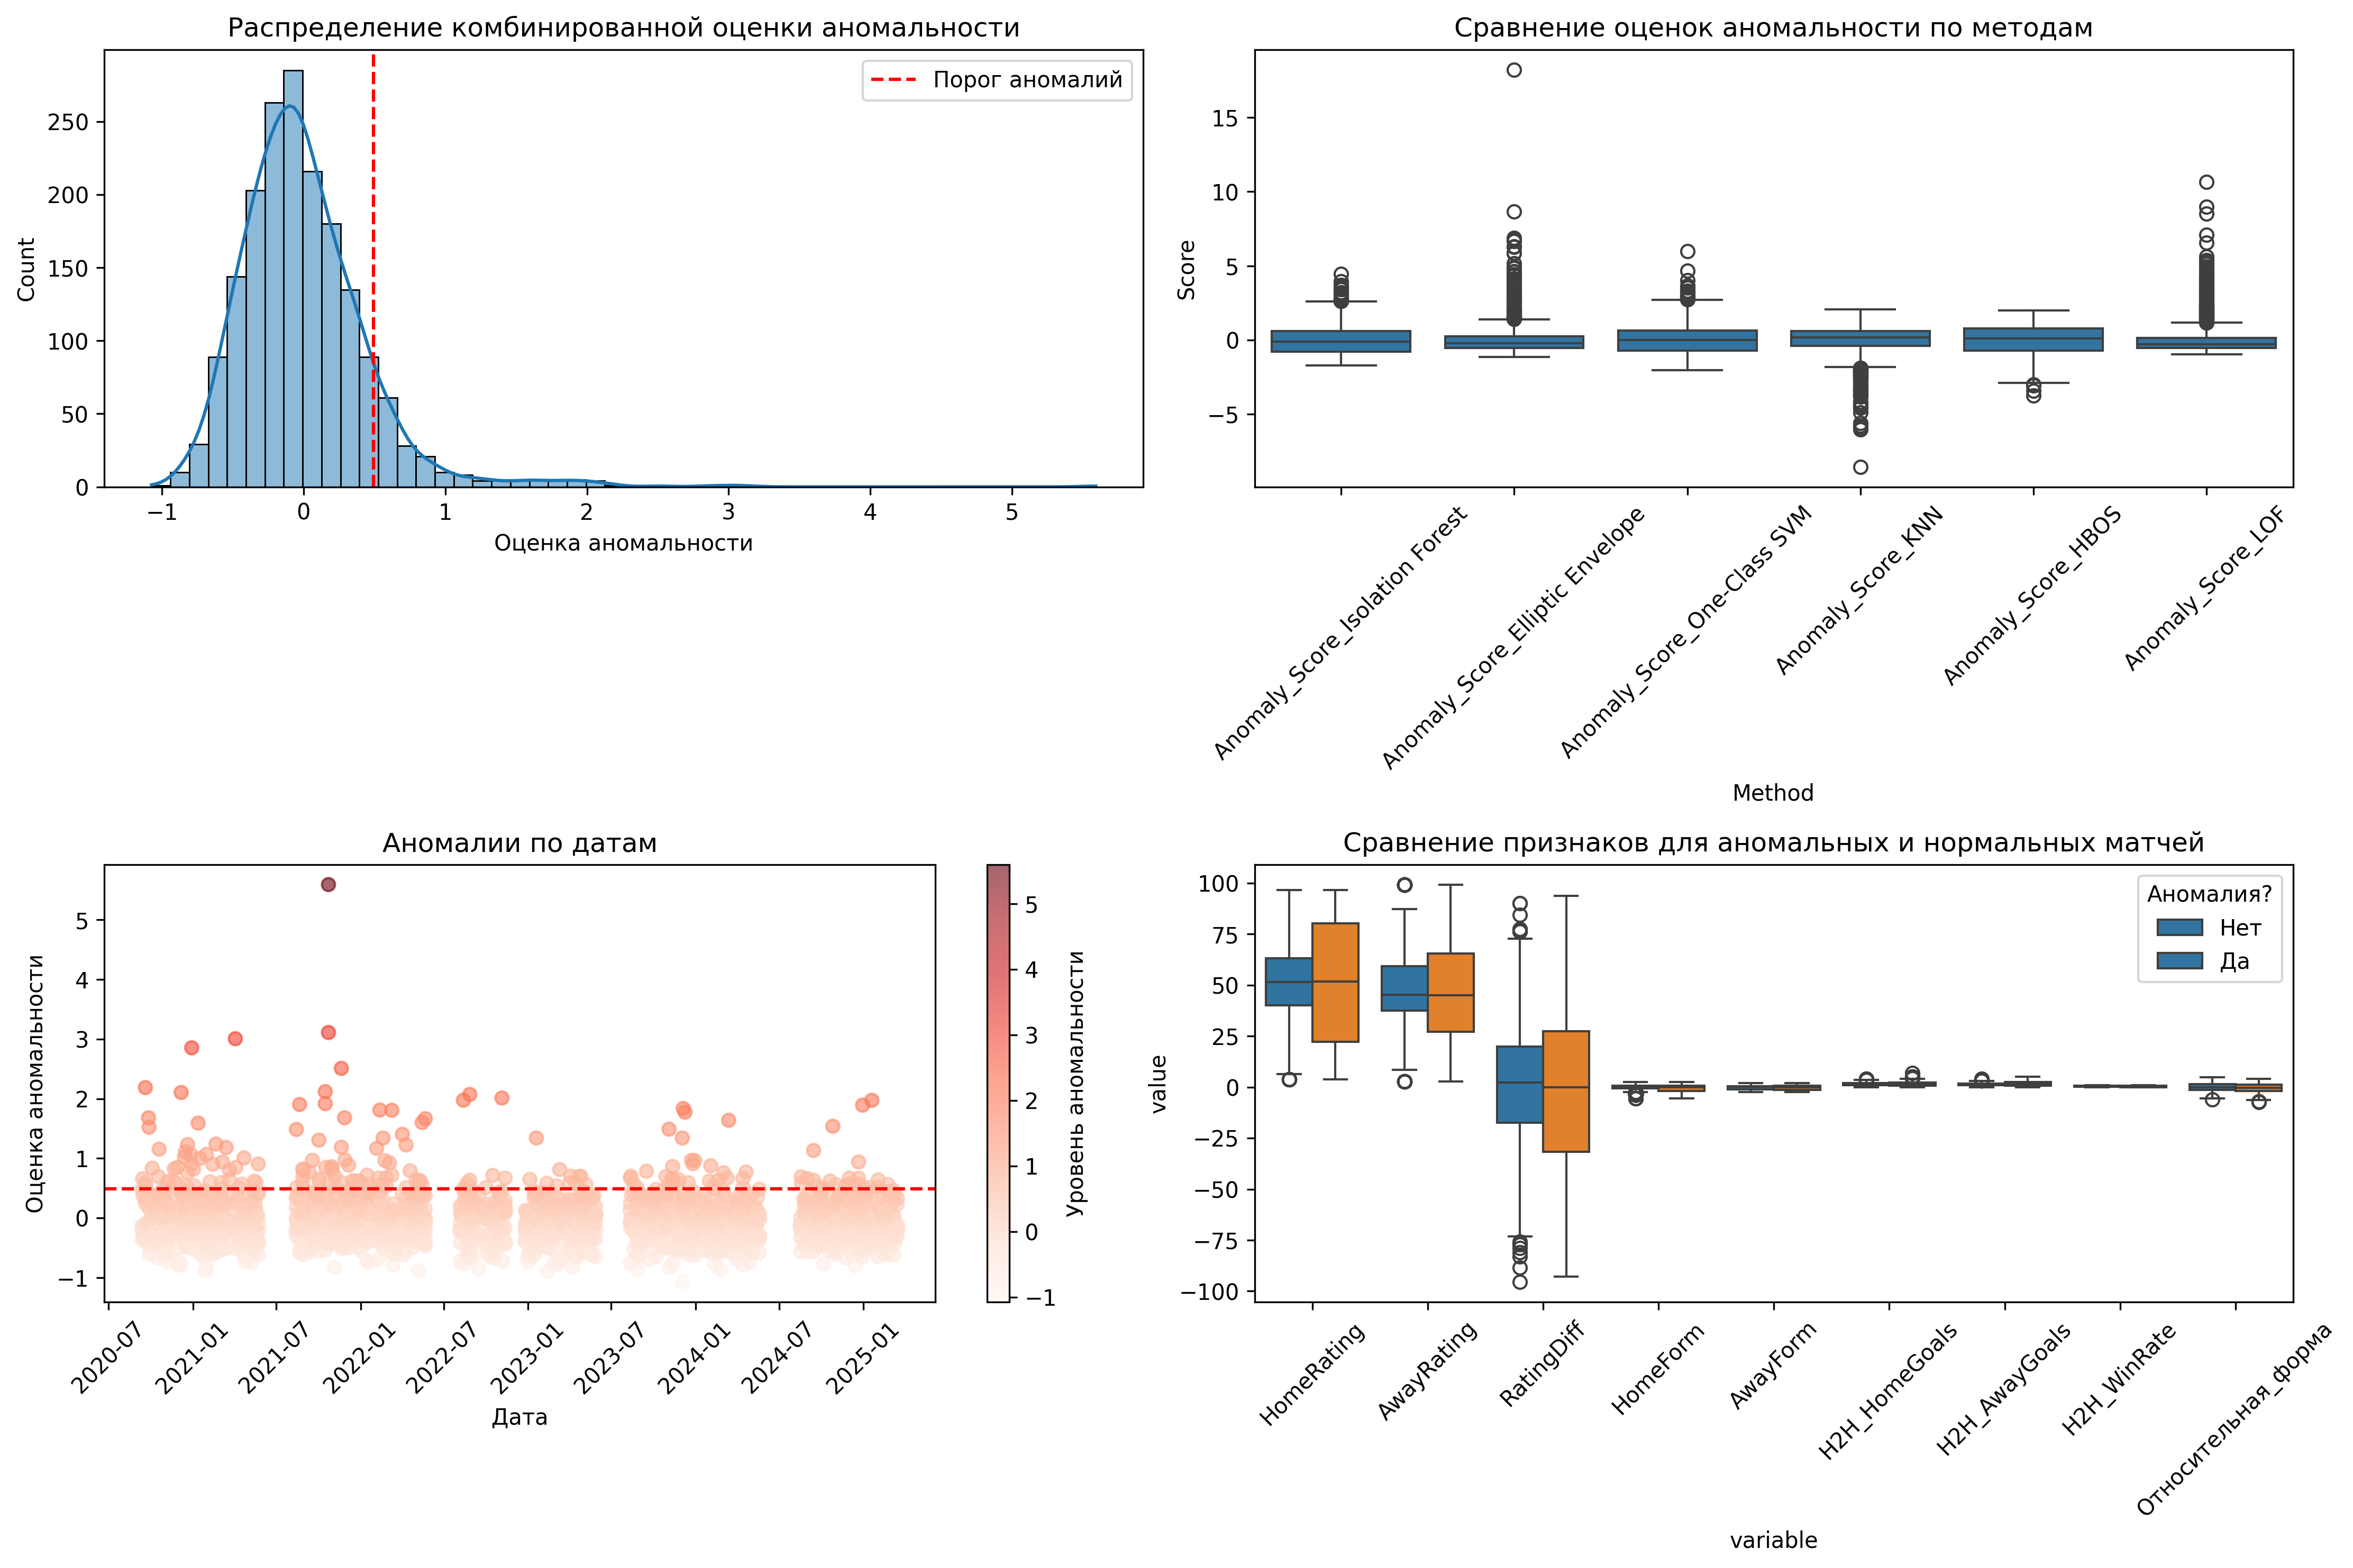 Распределение комбинированной оценки аномальности
Порог аномалий
Count
250
200
150
100
50
0
−1
0
1
2
3
4
5
Оценка аномальности
Сравнение оценок аномальности по методам
Score
15
10
5
0
−5
Anomaly_Score_Isolation Forest
Anomaly_Score_Elliptic Envelope
Anomaly_Score_One-Class SVM
Anomaly_Score_KNN
Anomaly_Score_HBOS
Anomaly_Score_LOF
Method
Аномалии по датам
Оценка аномальности
5
4
3
2
1
0
−1
2020-07
2021-01
2021-07
2022-01
2022-07
2023-01
2023-07
2024-01
2024-07
2025-01
Дата
5
4
3
2
1
0
−1
Уровень аномальности
Сравнение признаков для аномальных и нормальных матчей
Аномалия?
Нет
Да
value
100
75
50
25
0
−25
−50
−75
−100
HomeRating
AwayRating
RatingDiff
HomeForm
AwayForm
H2H_HomeGoals
H2H_AwayGoals
H2H_WinRate
Относительная_форма
variable